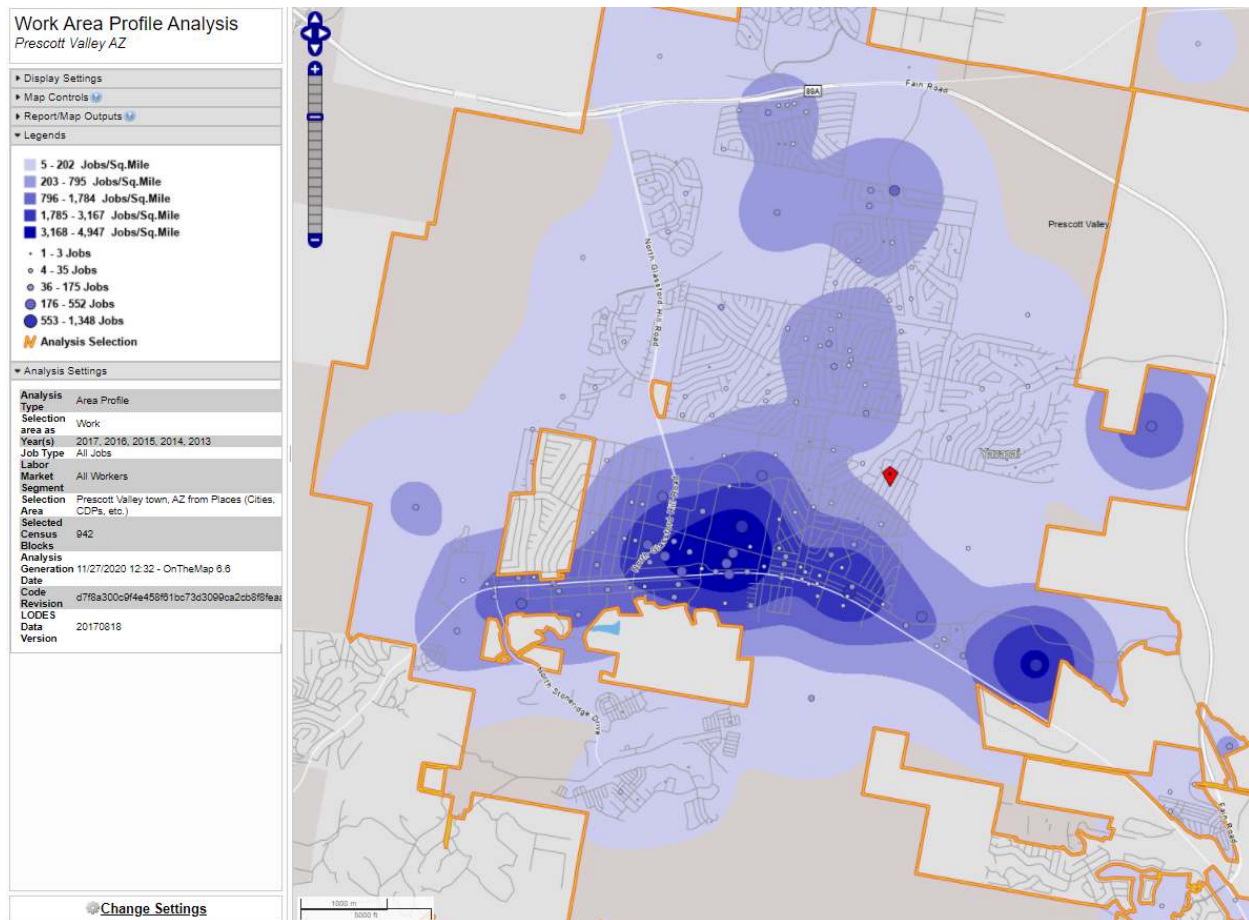 Work Area Profile Analysis
Prescott Valley AZ
Display Settings
Map Controls
Report/Map Outputs
Legends
5 - 202 Jobs/Sq.Mile
203 - 795 Jobs/Sq.Mile
796 - 1,784 Jobs/Sq.Mile
1,785 - 3,167 Jobs/Sq.Mile
3,168 - 4,947 Jobs/Sq.Mile
1 - 3 Jobs
4 - 35 Jobs
36 - 175 Jobs
176 - 552 Jobs
553 - 1,348 Jobs
Analysis Selection
Analysis Settings
Analysis Type Area Profile
Selection area as Work
Year(s) 2017, 2016, 2015, 2014, 2013
Job Type All Jobs
Labor Market Segment All Workers
Selection Area Prescott Valley town, AZ from Places (Cities, CDPs, etc.)
Selected Census Blocks 942
Analysis Generation Date 11/27/2020 12:32 - OnTheMap 6.6
Code Revision
LODES Data Version 20170818
Change Settings
89A
Fain Road
Prescott Valley
North Glassford Hill Road
Yavapai
North Glassford Hill Road
North Stoneridge Drive
Fain Road
1000 m
5000 ft